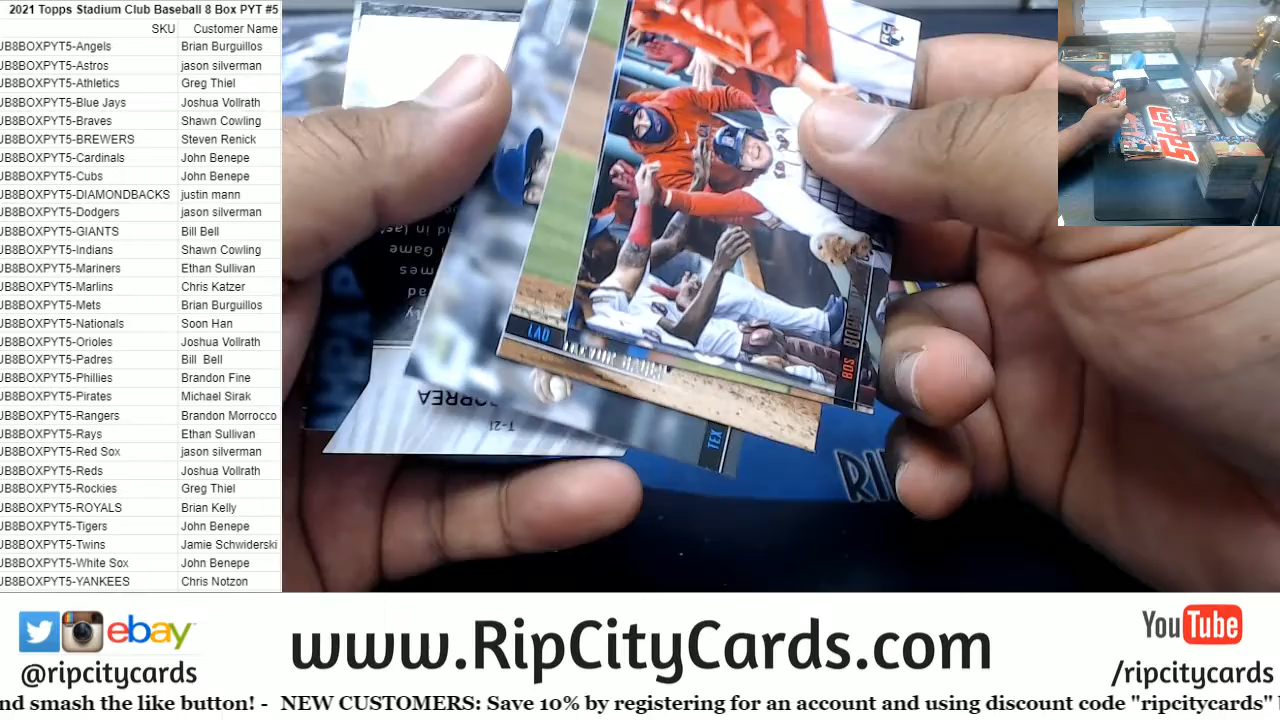 2021 Topps Stadium Club Baseball 8 Box PYT #5
SKU Customer Name
JB8BOXPYT5-Angels Brian Burguillos
JB8BOXPYT5-Astros jason silverman
JB8BOXPYT5-Athletics Greg Thiel
JB8BOXPYT5-Blue Jays Joshua Vollrath
JB8BOXPYT5-Braves Shawn Cowling
JB8BOXPYT5-BREWERS Steven Renick
JB8BOXPYT5-Cardinals John Benepe
JB8BOXPYT5-Cubs John Benepe
JB8BOXPYT5-DIAMONDBACKS justin mann
JB8BOXPYT5-Dodgers jason silverman
JB8BOXPYT5-GIANTS Bill Bell
JB8BOXPYT5-Indians Shawn Cowling
JB8BOXPYT5-Mariners Ethan Sullivan
JB8BOXPYT5-Marlins Chris Katzer
JB8BOXPYT5-Mets Brian Burguillos
JB8BOXPYT5-Nationals Soon Han
JB8BOXPYT5-Orioles Joshua Vollrath
JB8BOXPYT5-Padres Bill Bell
JB8BOXPYT5-Phillies Brandon Fine
JB8BOXPYT5-Pirates Michael Sirak
JB8BOXPYT5-Rangers Brandon Morrocco
JB8BOXPYT5-Rays Ethan Sullivan
JB8BOXPYT5-Red Sox jason silverman
JB8BOXPYT5-Reds Joshua Vollrath
JB8BOXPYT5-Rockies Greg Thiel
JB8BOXPYT5-ROYALS Brian Kelly
JB8BOXPYT5-Tigers John Benepe
JB8BOXPYT5-Twins Jamie Schwiderski
JB8BOXPYT5-White Sox John Benepe
JB8BOXPYT5-YANKEES Chris Notzon
RC
LAD
BOS
TEX
ORREA
T-21
in last
Game
RI
ebay
@ripcitycards
www.RipCityCards.com
YouTube
/ripcitycards
nd smash the like button! - NEW CUSTOMERS: Save 10% by registering for an account and using discount code "ripcitycards"